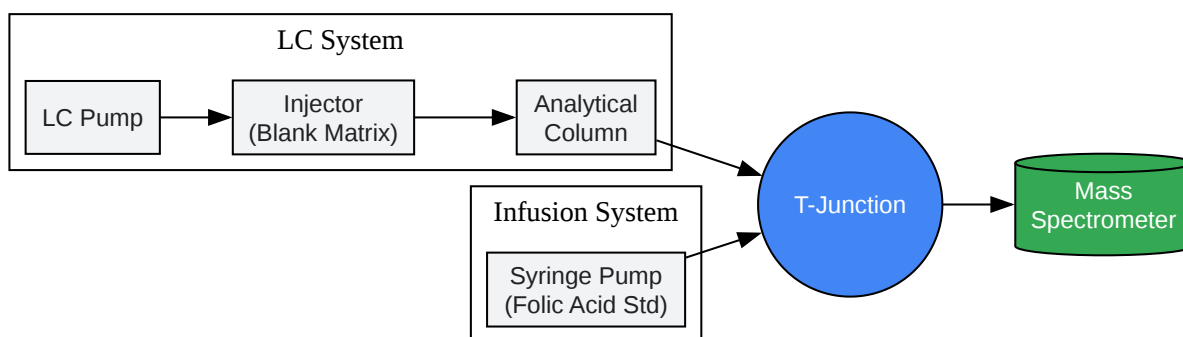 LC System
LC Pump
Injector
(Blank Matrix)
Analytical
Column
Infusion System
Syringe Pump
(Folic Acid Std)
T-Junction
Mass
Spectrometer